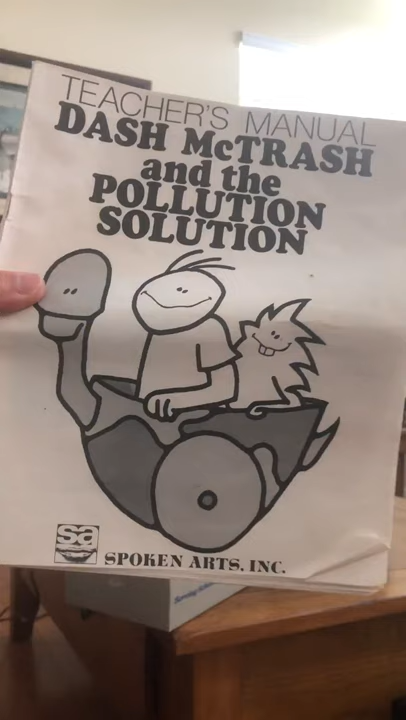 TEACHER'S MANUAL
DASH McTRASH
and the
POLLUTION
SOLUTION
sa
SPOKEN ARTS, INC.